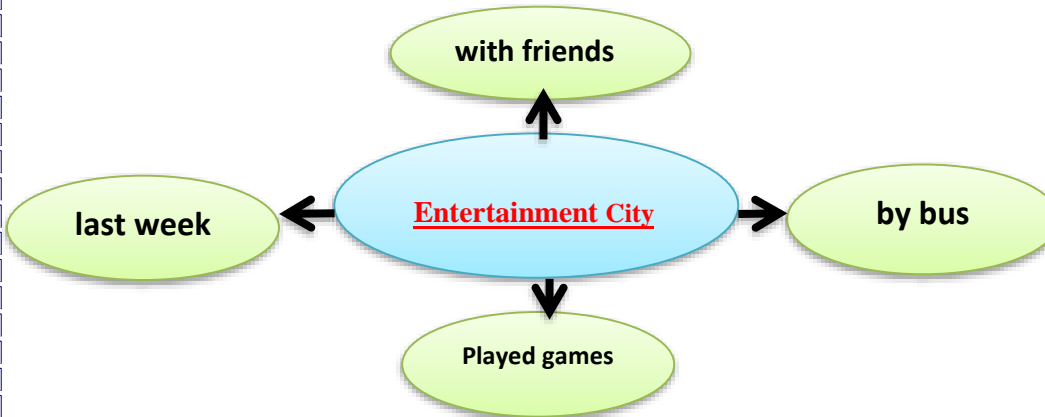 with friends
last week
Entertainment City
by bus
Played games